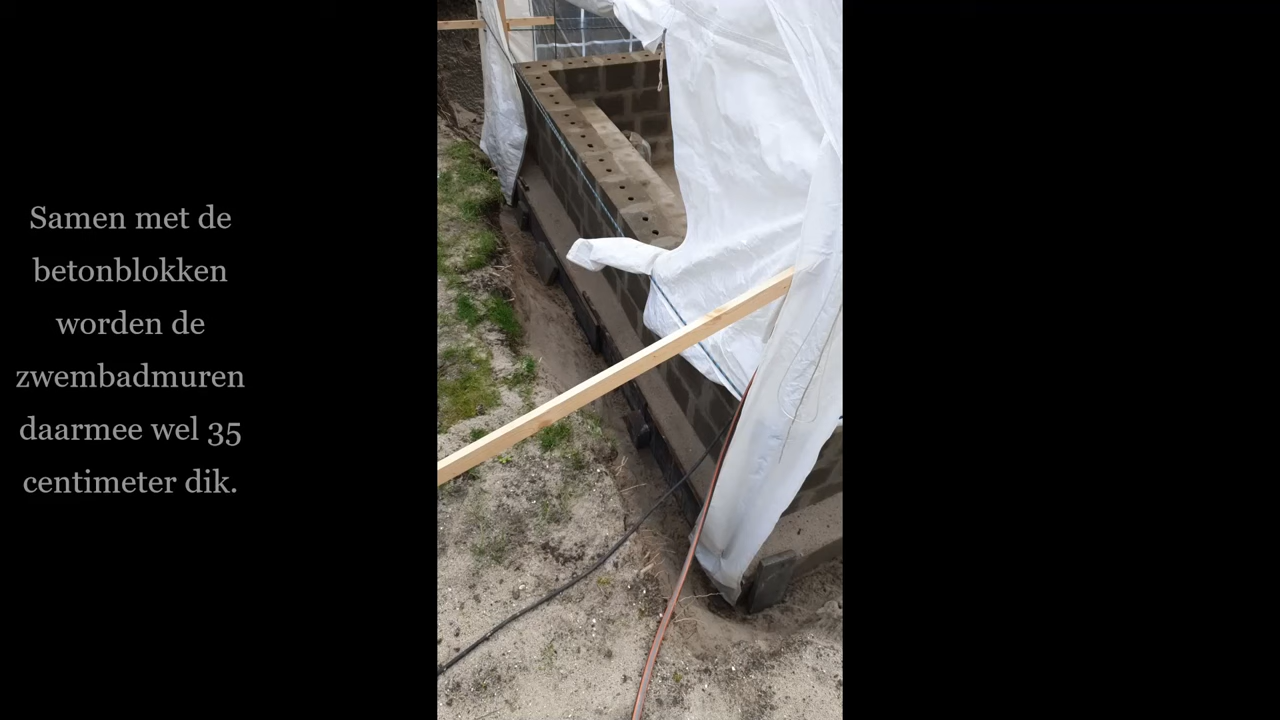 Samen met de
betonblokken
worden de
zwembadmuren
daarmee wel 35
centimeter dik.